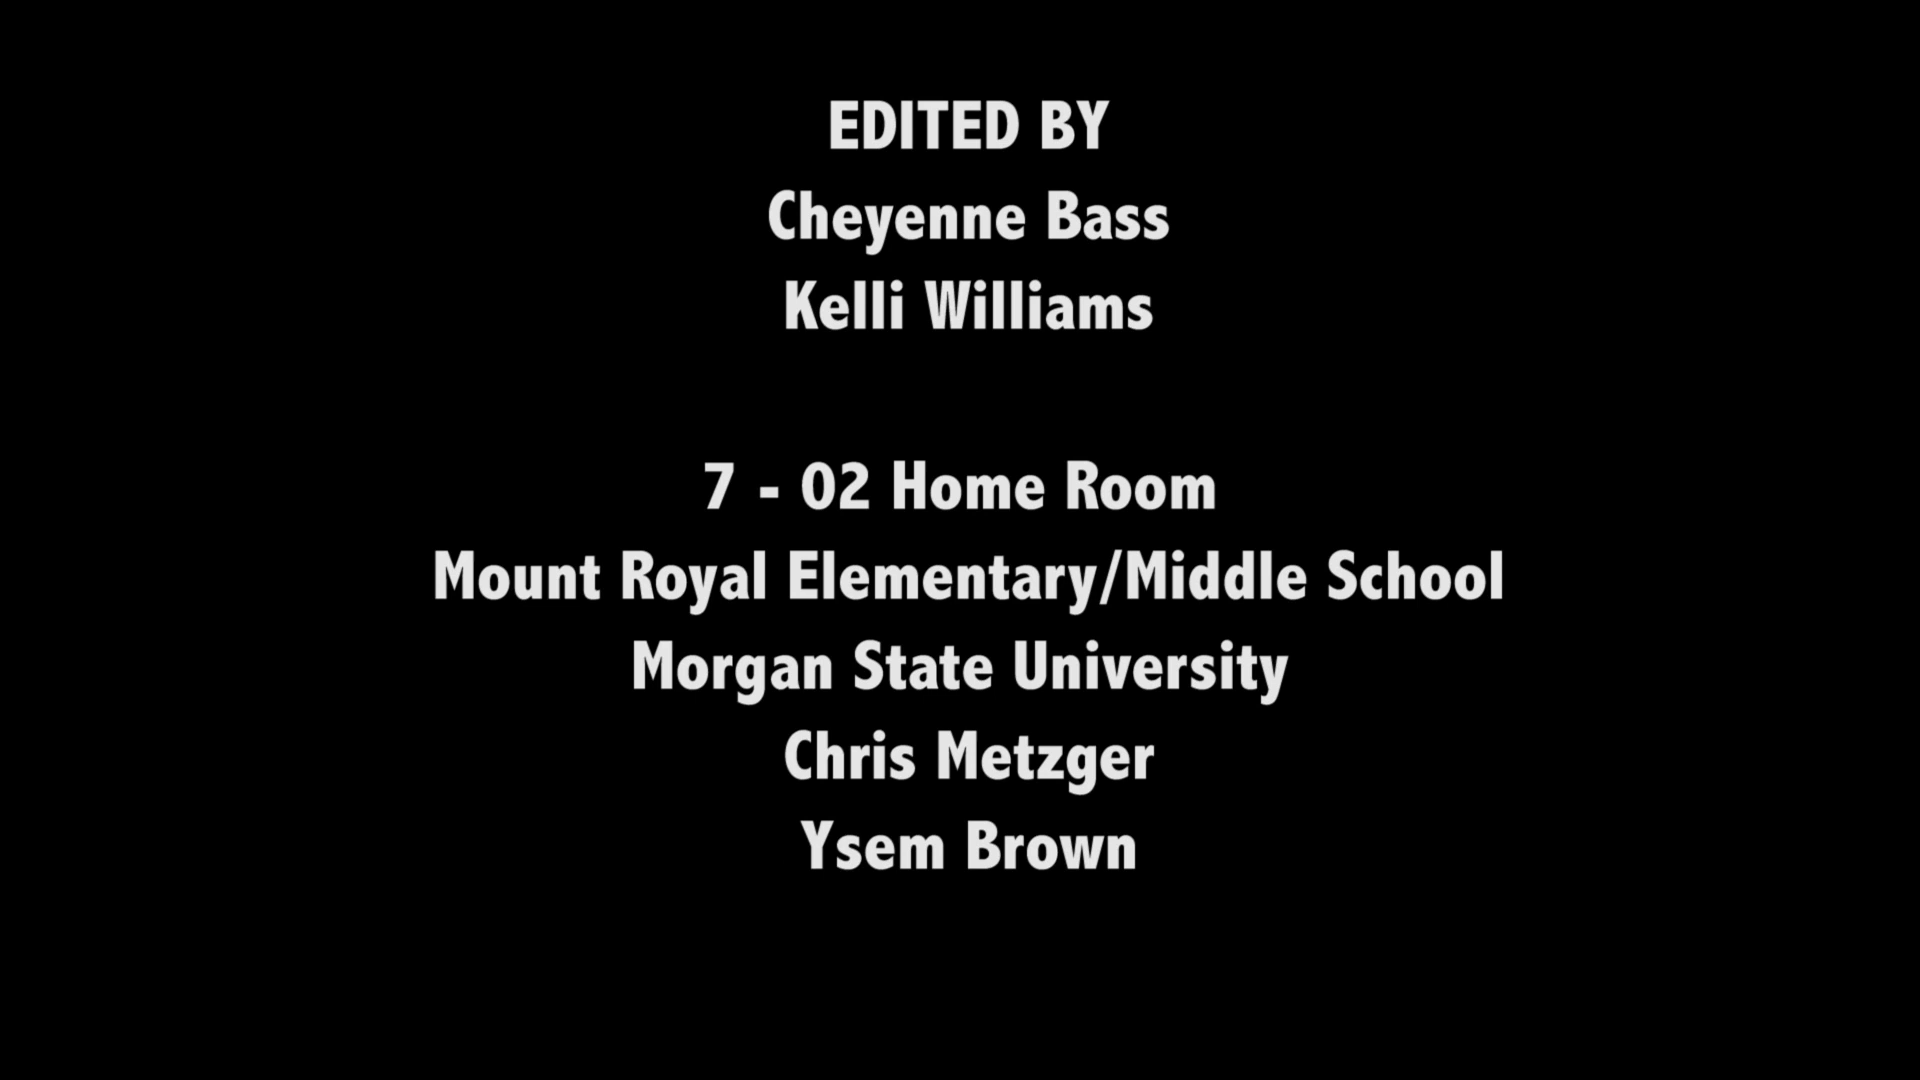 EDITED BY
Cheyenne Bass
Kelli Williams
7 - 02 Home Room
Mount Royal Elementary/Middle School
Morgan State University
Chris Metzger
Ysem Brown